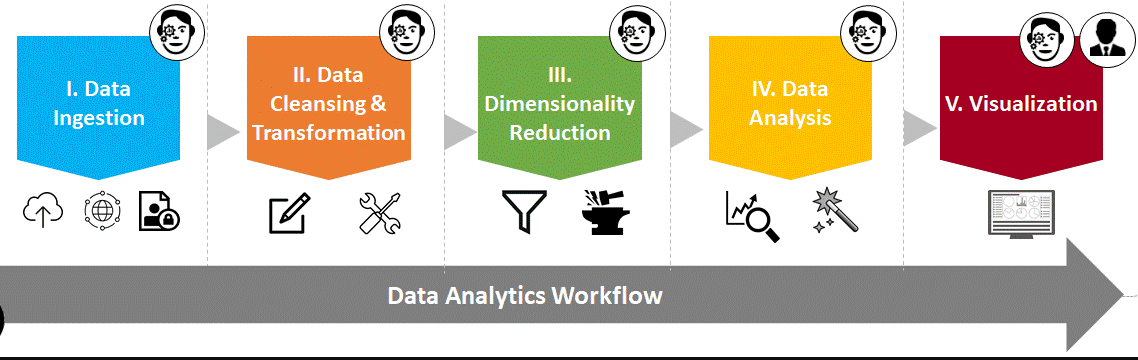 I. Data
Ingestion
II. Data
Cleansing &
Transformation
III.
Dimensionality
Reduction
IV. Data
Analysis
V. Visualization
Data Analytics Workflow